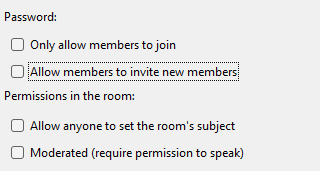 Password:
Only allow members to join
Allow members to invite new members
Permissions in the room:
Allow anyone to set the room's subject
Moderated (require permission to speak)